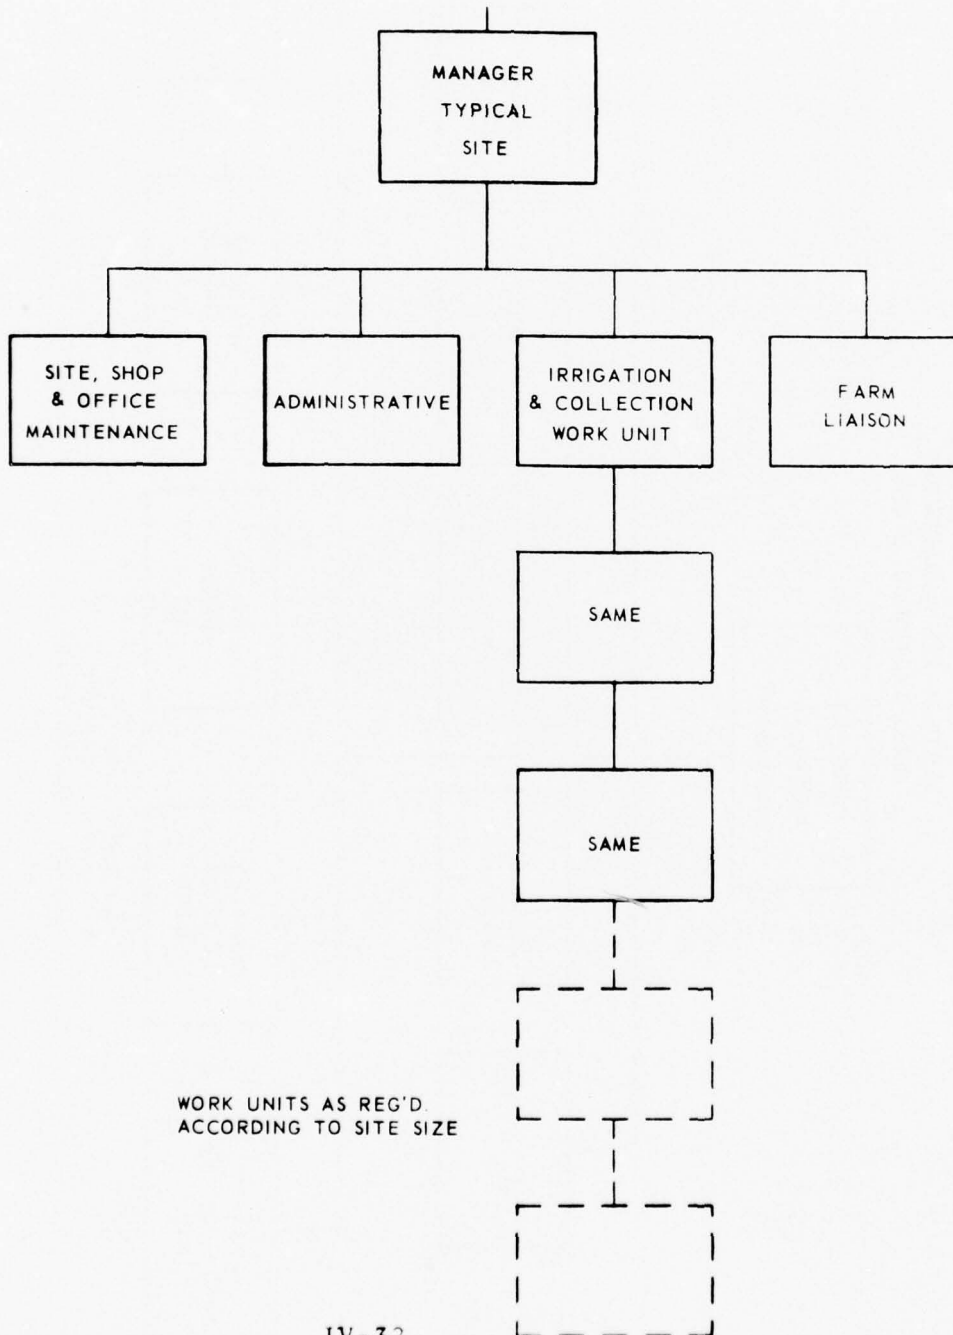 MANAGER
TYPICAL
SITE
SITE, SHOP
& OFFICE
MAINTENANCE
ADMINISTRATIVE
IRRIGATION
& COLLECTION
WORK UNIT
FARM
LIAISON
SAME
SAME
WORK UNITS AS REG'D.
ACCORDING TO SITE SIZE